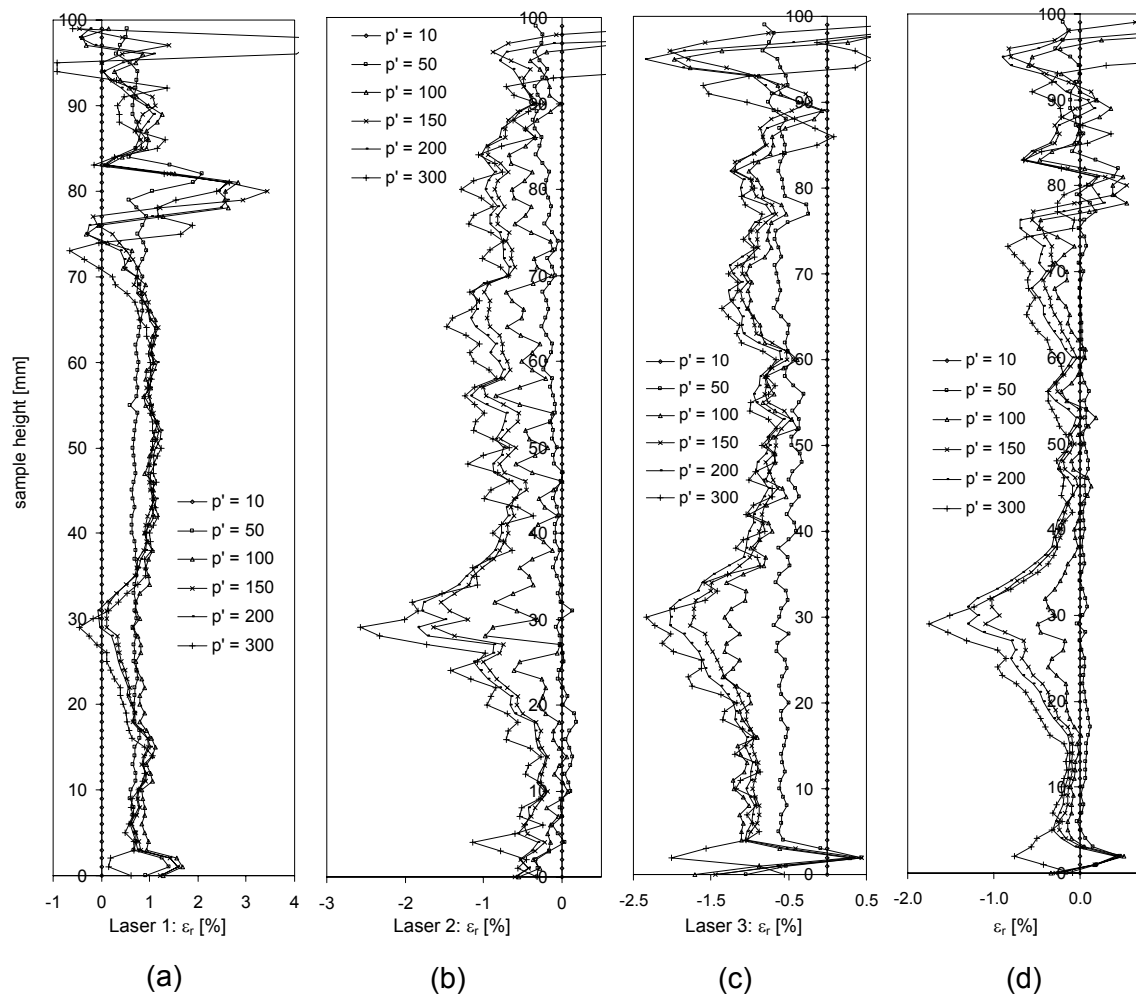 100
90
80
70
60
50
40
30
20
10
0
sample height [mm]
p' = 10
p' = 50
p' = 100
p' = 150
p' = 200
p' = 300
-1 0 1 2 3 4
Laser 1: εr [%]
(a)
100
90
80
70
60
50
40
30
20
10
0
p' = 10
p' = 50
p' = 100
p' = 150
p' = 200
p' = 300
-3 -2 -1 0
Laser 2: εr [%]
(b)
100
90
80
70
60
50
40
30
20
10
0
p' = 10
p' = 50
p' = 100
p' = 150
p' = 200
p' = 300
-2.5 -1.5 -0.5 0.5
Laser 3: εr [%]
(c)
100
90
80
70
60
50
40
30
20
10
0
p' = 10
p' = 50
p' = 100
p' = 150
p' = 200
p' = 300
-2.0 -1.0 0.0
εr [%]
(d)